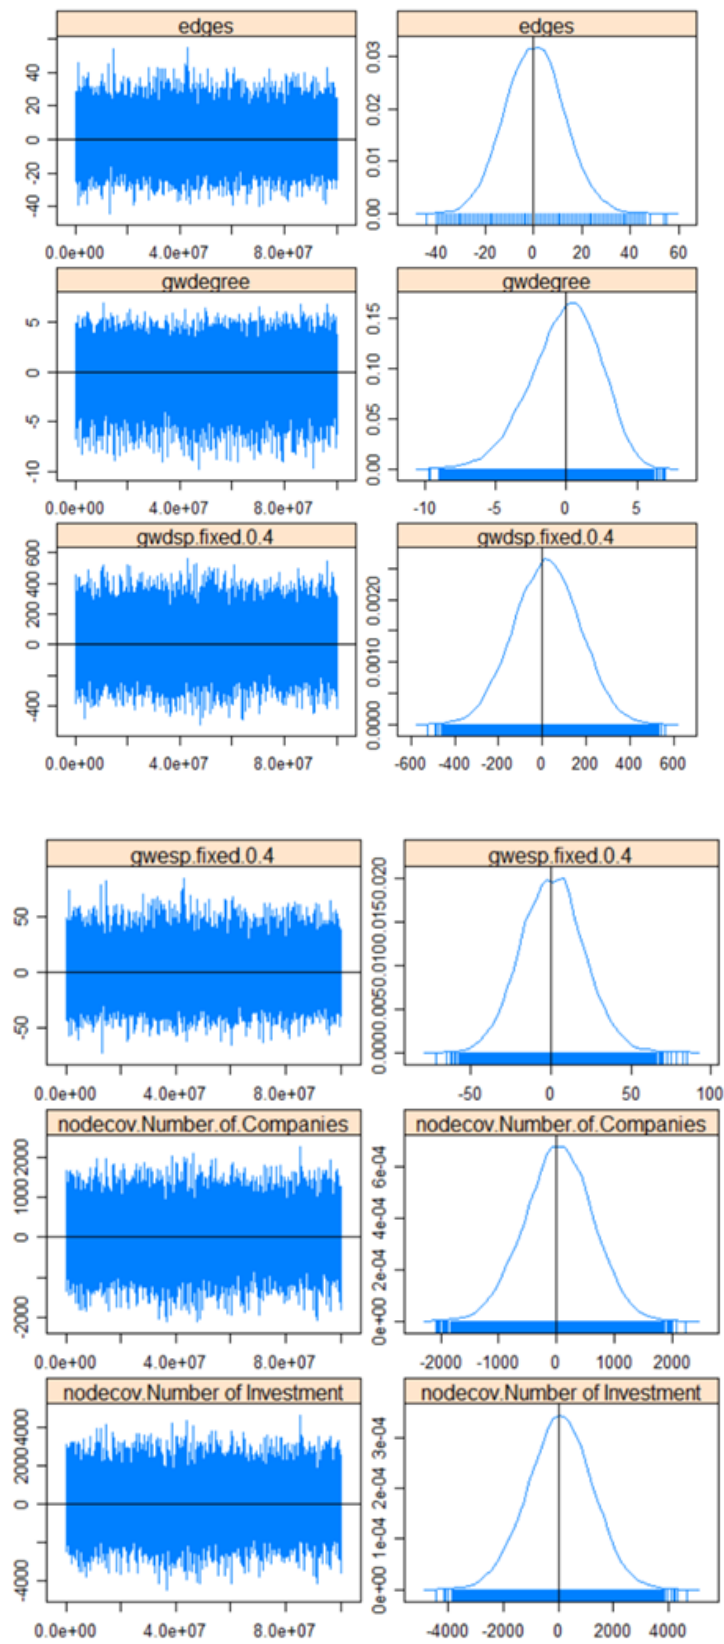 edges
-40 -20 0 20 40
0.0e+00 4.0e+07 8.0e+07
edges
0.00 0.01 0.02 0.03
-40 -20 0 20 40 60
gwdegree
-10 -5 0 5
0.0e+00 4.0e+07 8.0e+07
gwdegree
0.00 0.05 0.10 0.15
-10 -5 0 5
gwdsp.fixed.0.4
-400 0 200 400 600
0.0e+00 4.0e+07 8.0e+07
gwdsp.fixed.0.4
0.0000 0.0010 0.0020
-600 -400 -200 0 200 400 600
gwesp.fixed.0.4
-50 0 50
0.0e+00 4.0e+07 8.0e+07
gwesp.fixed.0.4
0.0000.0050.0100.0150.020
-50 0 50 100
nodecov.Number.of.Companies
-2000 0 1000 2000
0.0e+00 4.0e+07 8.0e+07
nodecov.Number.of.Companies
0e+00 2e-04 4e-04 6e-04
-2000 -1000 0 1000 2000
nodecov.Number of Investment
-4000 0 2000 4000
0.0e+00 4.0e+07 8.0e+07
nodecov.Number of Investment
0e+00 1e-04 2e-04 3e-04
-4000 -2000 0 2000 4000